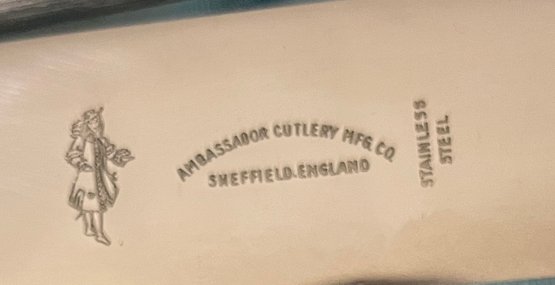 AMBASSADOR CUTLERY MFG. CO.
SHEFFIELD.ENGLAND
STAINLESS
STEEL